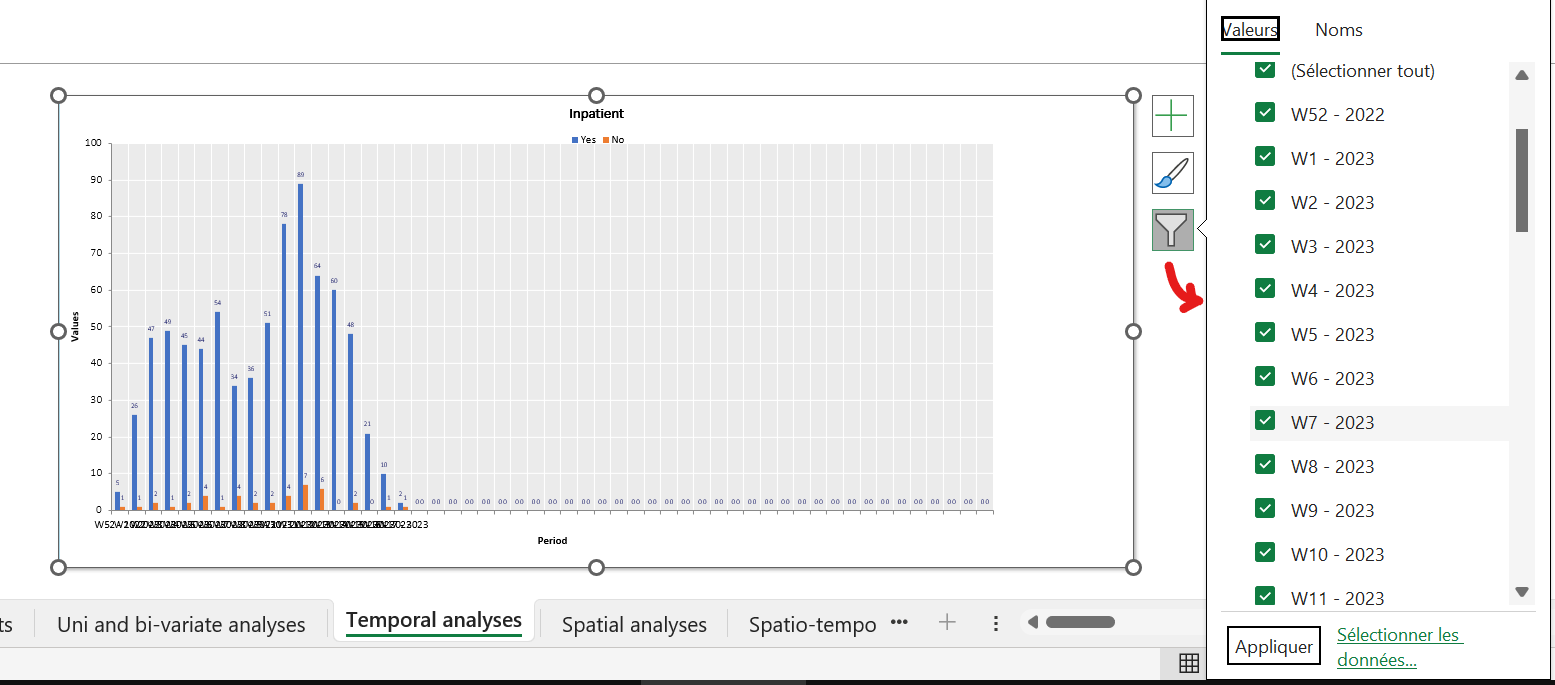 Valeurs Noms
(Sélectionner tout)
W52 - 2022
W1 - 2023
W2 - 2023
W3 - 2023
W4 - 2023
W5 - 2023
W6 - 2023
W7 - 2023
W8 - 2023
W9 - 2023
W10 - 2023
W11 - 2023
Appliquer
Sélectionner les
données...
Inpatient
Yes No
100
90
80
70
60
50
40
30
20
10
0
Values
5 26 47 49 45 44 54 34 36 51 78 89 64 60 48 21 10 2
1 1 2 1 2 4 1 4 2 2 4 7 6 0 2 0 1 1
0 0 0 0 0 0 0 0 0 0 0 0 0 0 0 0 0 0 0 0 0 0 0 0 0 0 0 0 0 0 0 0 0 0 0 0 0 0 0 0 0 0 0 0 0 0 0 0 0 0 0 0 0 0 0 0 0 0 0 0 0 0 0 0 0 0 0 0 0 0
Period
ts Uni and bi-variate analyses Temporal analyses Spatial analyses Spatio-tempo